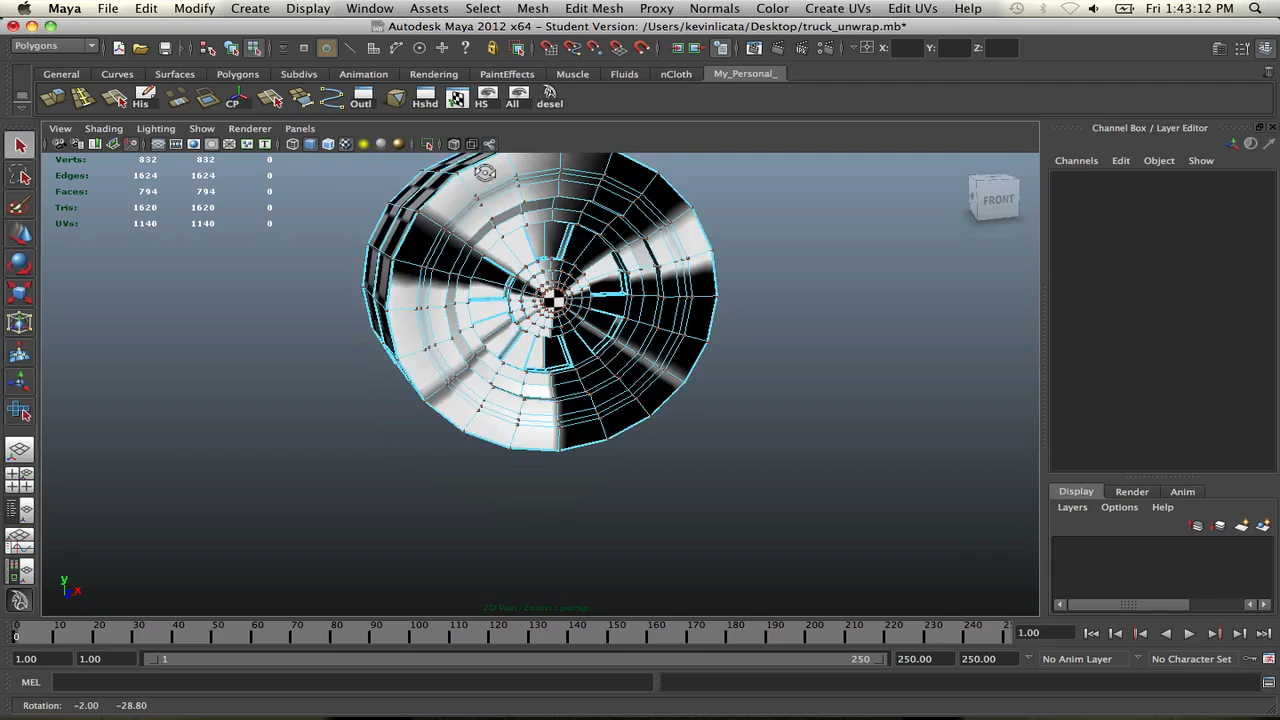 Maya File Edit Modify Create Display Window Assets Select Mesh Edit Mesh Proxy Normals Color Create UVs Edit UVs Help Fri 1:43:12 PM
Autodesk Maya 2012 x64 - Student Version: /Users/kevinlicata/Desktop/truck_unwrap.mb*
Polygons X: Y: Z:
General Curves Surfaces Polygons Subdivs Animation Rendering PaintEffects Muscle Fluids nCloth My_Personal_
His CP Outl Hshd HS All desel
View Shading Lighting Show Renderer Panels
Channel Box / Layer Editor
Channels Edit Object Show
Verts: 832 832 0
Edges: 1624 1624 0
Faces: 794 794 0
Tris: 1620 1620 0
UVs: 1140 1140 0
FRONT
Display Render Anim
Layers Options Help
y
x
2D Pan/Zoom : persp
0 10 20 30 40 50 60 70 80 90 100 110 120 130 140 150 160 170 180 190 200 210 220 230 240 25
0
1.00
1.00 1.00 1 250 250.00 250.00 No Anim Layer No Character Set
MEL
Rotation: -2.00 -28.80